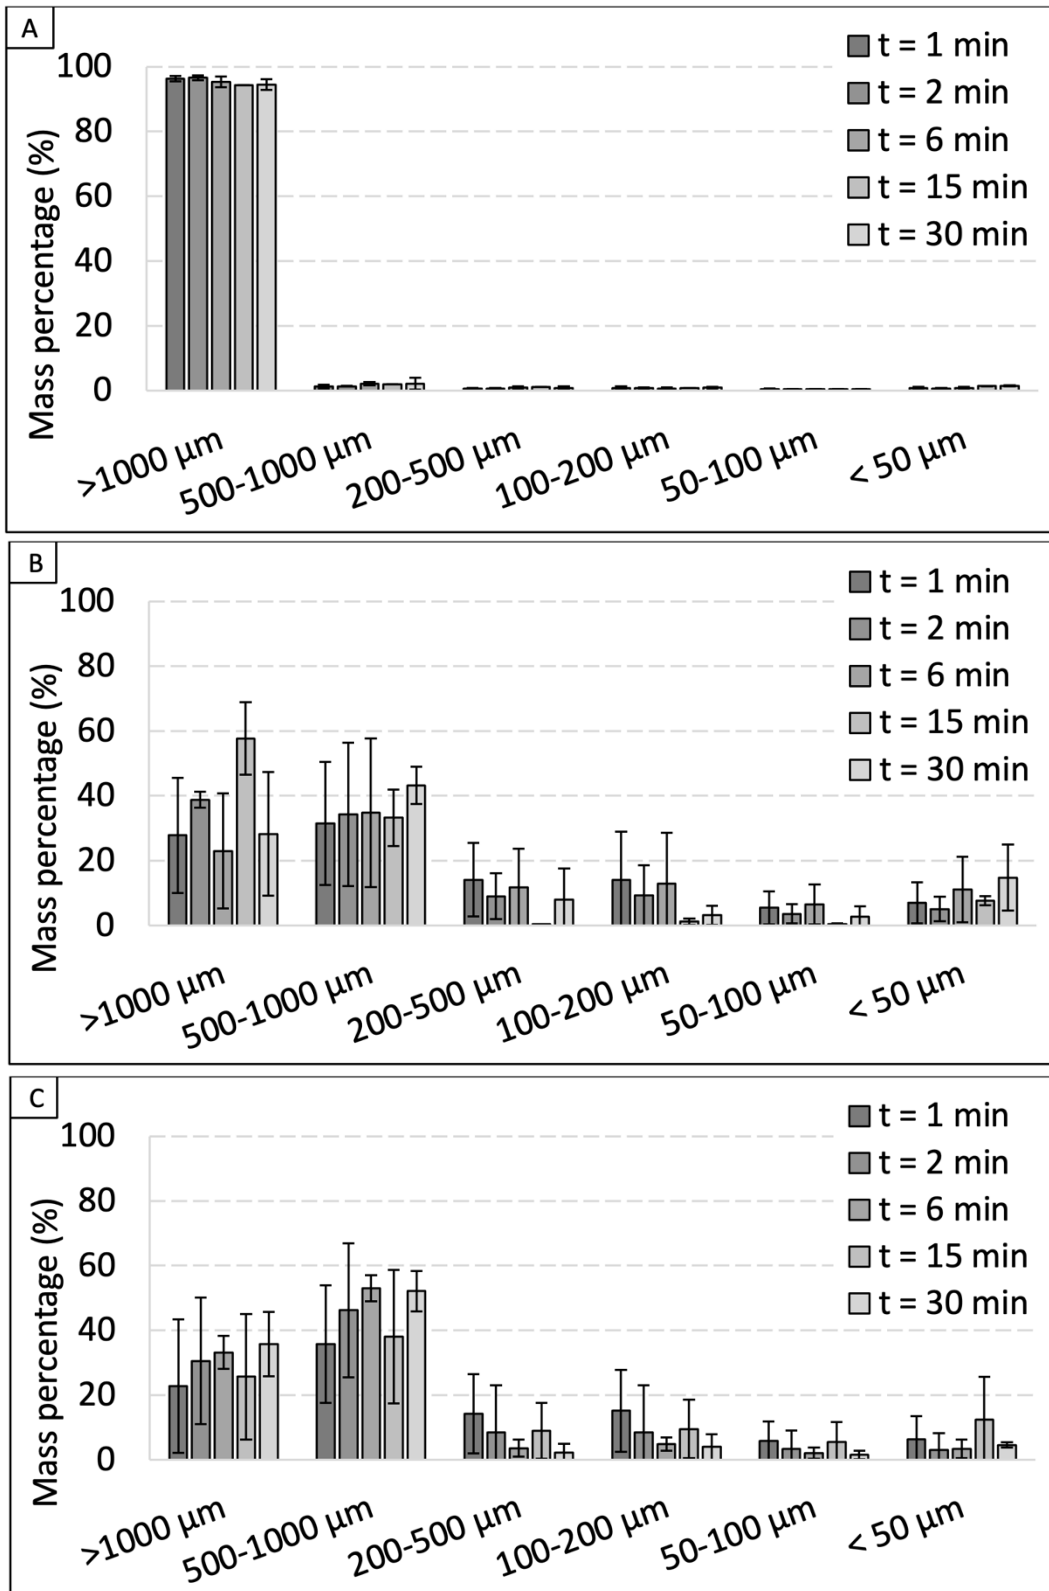 A
t = 1 min
t = 2 min
t = 6 min
t = 15 min
t = 30 min
Mass percentage (%)
100
80
60
40
20
0
>1000 µm
500-1000 µm
200-500 µm
100-200 µm
50-100 µm
< 50 µm
B
t = 1 min
t = 2 min
t = 6 min
t = 15 min
t = 30 min
Mass percentage (%)
100
80
60
40
20
0
>1000 µm
500-1000 µm
200-500 µm
100-200 µm
50-100 µm
< 50 µm
C
t = 1 min
t = 2 min
t = 6 min
t = 15 min
t = 30 min
Mass percentage (%)
100
80
60
40
20
0
>1000 µm
500-1000 µm
200-500 µm
100-200 µm
50-100 µm
< 50 µm